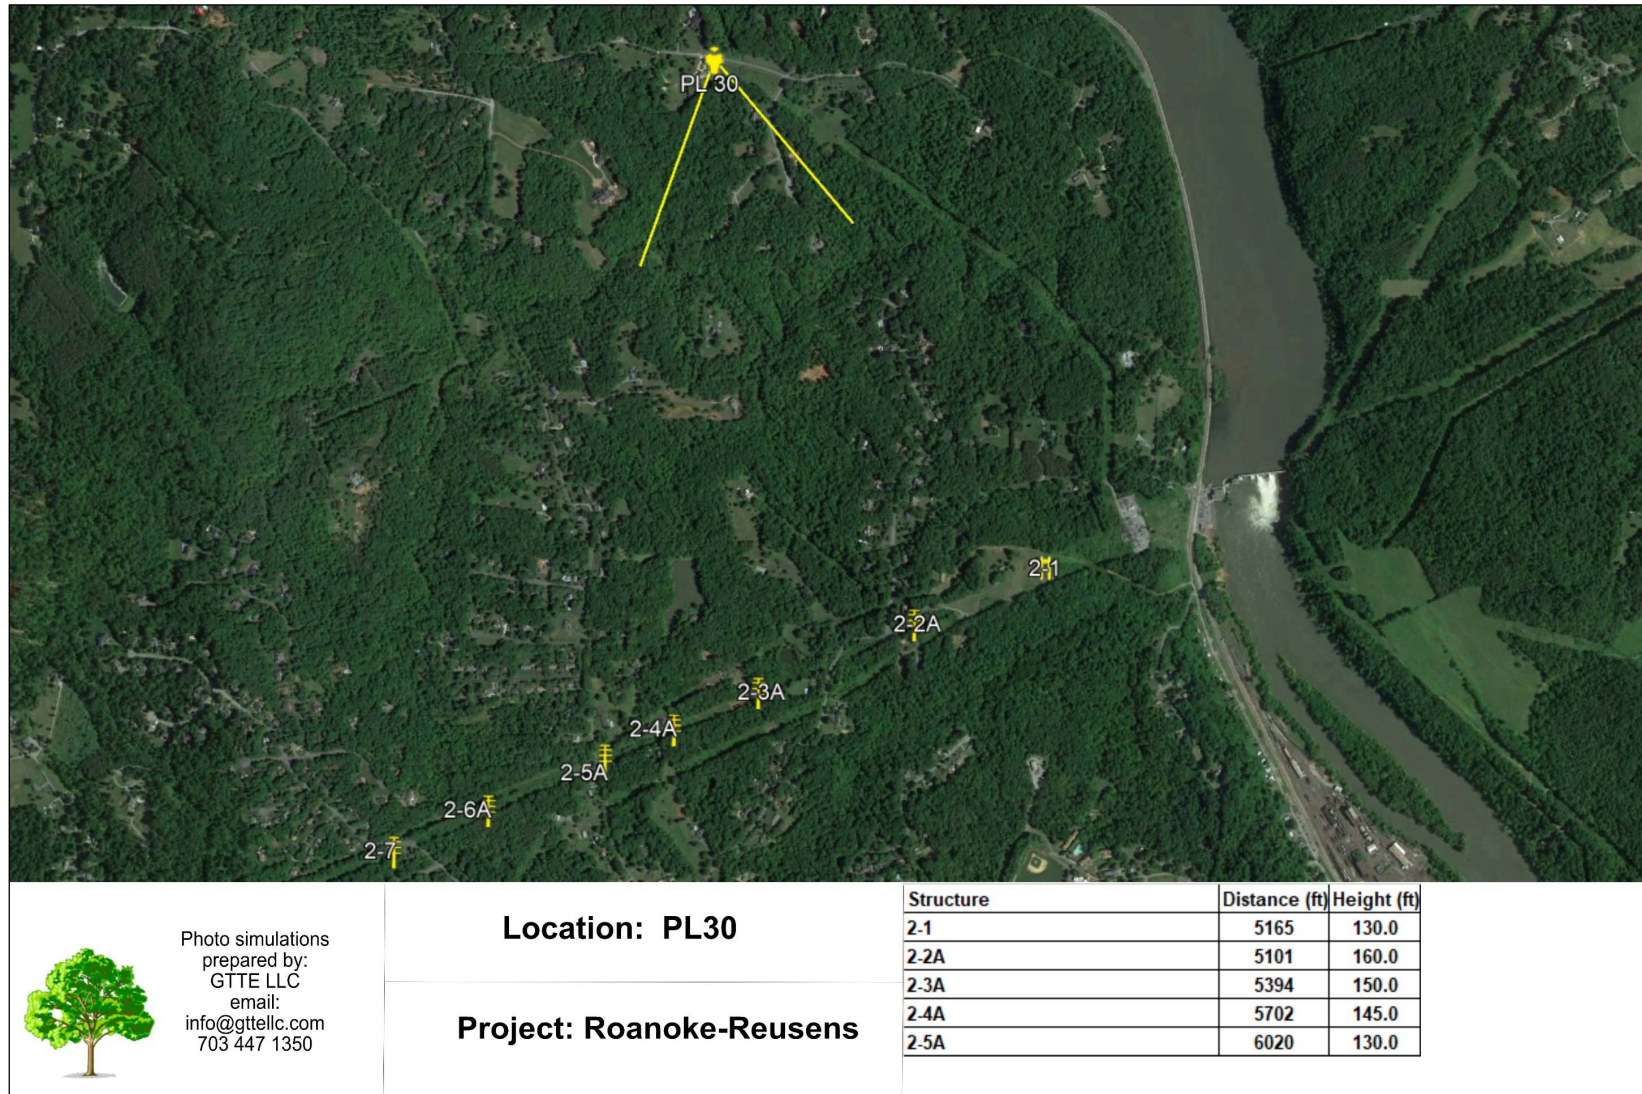 PL 30
2-1
2-2A
2-3A
2-4A
2-5A
2-6A
2-7
Photo simulations
prepared by:
GTTE LLC
email:
info@gttellc.com
703 447 1350
Location: PL30
Project: Roanoke-Reusens
Structure Distance (ft) Height (ft)
2-1 5165 130.0
2-2A 5101 160.0
2-3A 5394 150.0
2-4A 5702 145.0
2-5A 6020 130.0